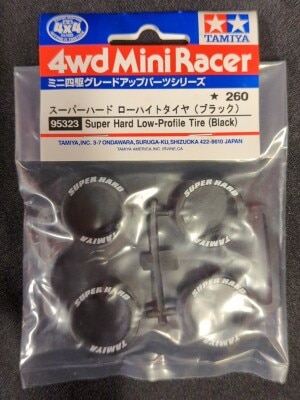 4X4
TAMIYA
4wd Mini Racer
ミニ四駆グレードアップパーツシリーズ
★ 260
スーパーハード ローハイトタイヤ (ブラック)
95323 Super Hard Low-Profile Tire (Black)
TAMIYA,INC. 3-7 ONDAWARA,SURUGA-KU,SHIZUOKA 422-8610 JAPAN
TAMIYA AMERICA, INC. IRVINE,CA.
SUPER HARD
TAMIYA
SUPER HARD
TAMIYA
SUPER HARD
TAMIYA
SUPER HARD
TAMIYA